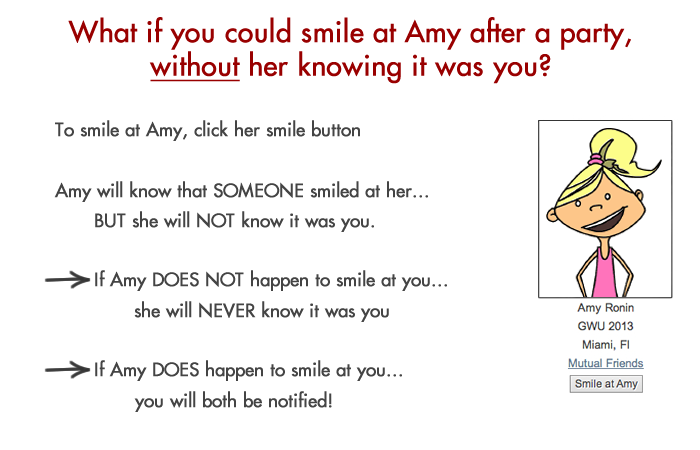 What if you could smile at Amy after a party,
without her knowing it was you?
To smile at Amy, click her smile button
Amy will know that SOMEONE smiled at her...
BUT she will NOT know it was you.
If Amy DOES NOT happen to smile at you...
she will NEVER know it was you
If Amy DOES happen to smile at you...
you will both be notified!
Amy Ronin
GWU 2013
Miami, Fl
Mutual Friends
Smile at Amy